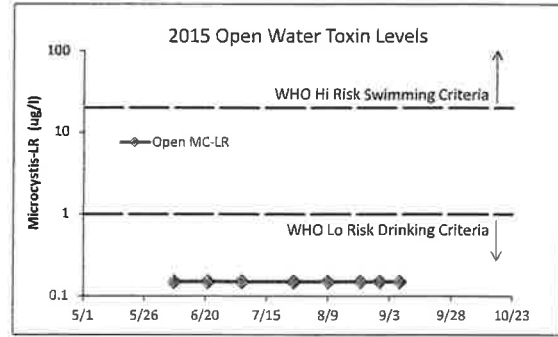 2015 Open Water Toxin Levels
100
WHO Hi Risk Swimming Criteria
10
Open MC-LR
Microcystis-LR (ug/l)
1
WHO Lo Risk Drinking Criteria
0.1
5/1 5/26 6/20 7/15 8/9 9/3 9/28 10/23